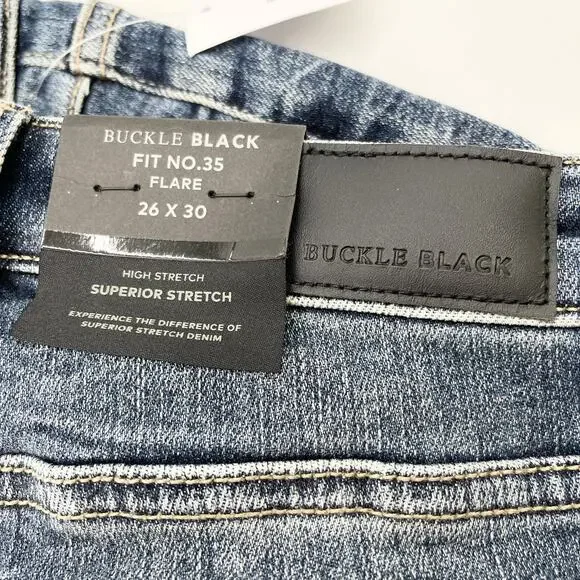 BUCKLE BLACK
FIT NO.35
FLARE
26 X 30
HIGH STRETCH
SUPERIOR STRETCH
EXPERIENCE THE DIFFERENCE OF
SUPERIOR STRETCH DENIM
BUCKLE BLACK